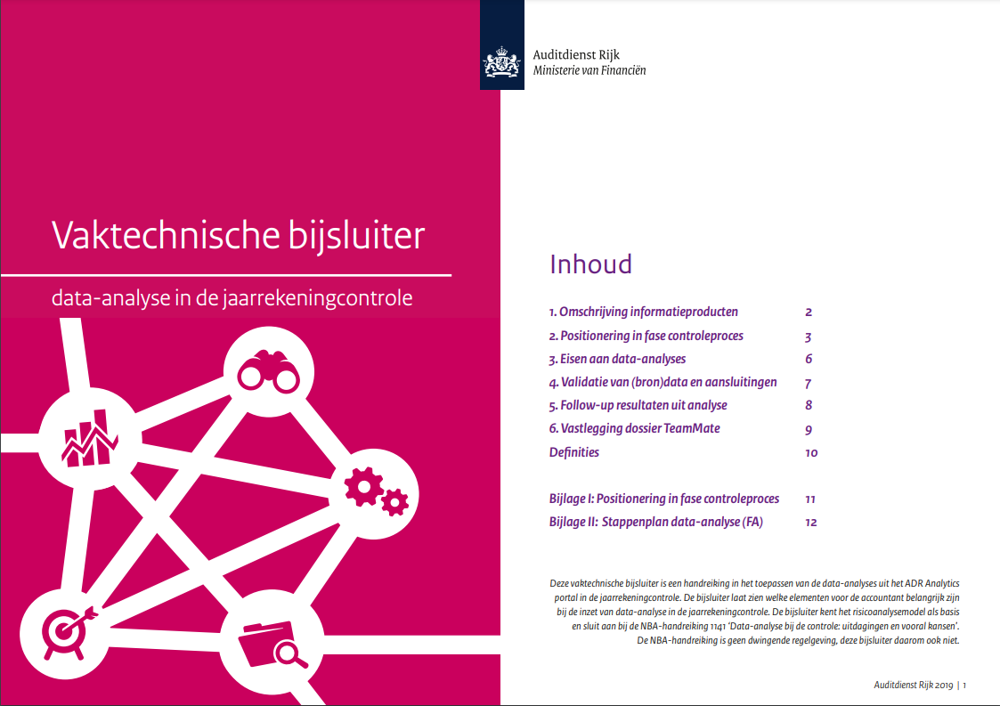 Auditdienst Rijk
Ministerie van Financiën
Vaktechnische bijsluiter
data-analyse in de jaarrekeningcontrole
Inhoud
1. Omschrijving informatieproducten 2
2. Positionering in fase controleproces 3
3. Eisen aan data-analyses 6
4. Validatie van (bron)data en aansluitingen 7
5. Follow-up resultaten uit analyse 8
6. Vastlegging dossier TeamMate 9
Definities 10
Bijlage I: Positionering in fase controleproces 11
Bijlage II: Stappenplan data-analyse (FA) 12
Deze vaktechnische bijsluiter is een handreiking in het toepassen van de data-analyses uit het ADR Analytics
portal in de jaarrekeningcontrole. De bijsluiter laat zien welke elementen voor de accountant belangrijk zijn
bij de inzet van data-analyse in de jaarrekeningcontrole. De bijsluiter kent het risicoanalysemodel als basis
en sluit aan bij de NBA-handreiking 1141 ‘Data-analyse bij de controle: uitdagingen en vooral kansen’.
De NBA-handreiking is geen dwingende regelgeving, deze bijsluiter daarom ook niet.
Auditdienst Rijk 2019 | 1